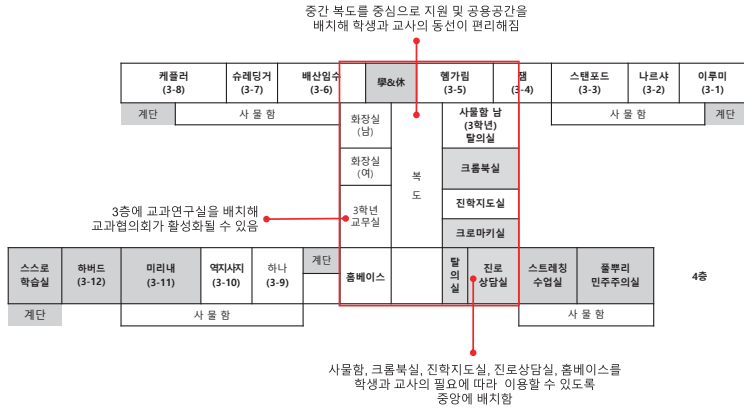 중간 복도를 중심으로 지원 및 공용공간을
배치해 학생과 교사의 동선이 편리해짐
케플러
(3-8)
슈레딩거
(3-7)
배산임수
(3-6)
學&休
헹가림
(3-5)
잼
(3-4)
스탠포드
(3-3)
나르샤
(3-2)
이루미
(3-1)
계단
사 물 함
화장실
(남)
사물함 남
(3학년)
탈의실
사 물 함
계단
화장실
(여)
복
도
크롬북실
3층에 교과연구실을 배치해
교과협의회가 활성화될 수 있음
3학년
교무실
진학지도실
크로마키실
스스로
학습실
하버드
(3-12)
미리내
(3-11)
역지사지
(3-10)
하나
(3-9)
계단
홈베이스
탈
의
실
진로
상담실
스트레칭
수업실
풀뿌리
민주주의실
4층
계단
사 물 함
사 물 함
사물함, 크롬북실, 진학지도실, 진로상담실, 홈베이스를
학생과 교사의 필요에 따라 이용할 수 있도록
중앙에 배치함